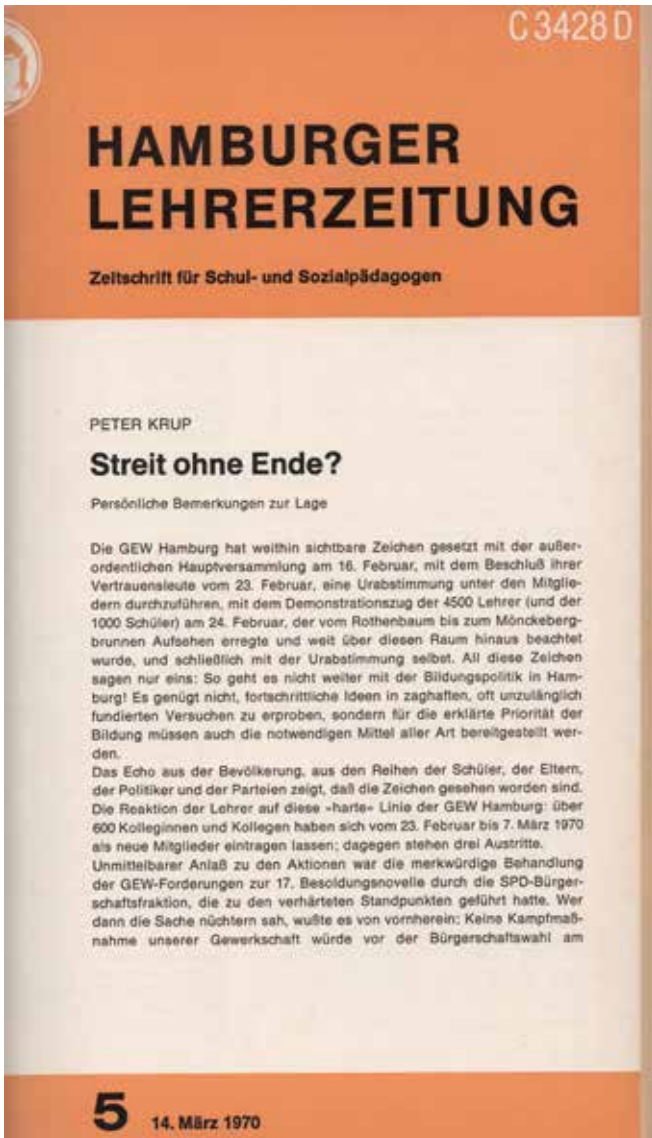 C 3428 D
HAMBURGER
LEHRERZEITUNG
Zeitschrift für Schul- und Sozialpädagogen
PETER KRUP
Streit ohne Ende?
Persönliche Bemerkungen zur Lage
Die GEW Hamburg hat weithin sichtbare Zeichen gesetzt mit der außer-
ordentlichen Hauptversammlung am 16. Februar, mit dem Beschluß ihrer
Vertrauensleute vom 23. Februar, eine Urabstimmung unter den Mitglie-
dern durchzuführen, mit dem Demonstrationszug der 4500 Lehrer (und der
1000 Schüler) am 24. Februar, der vom Rothenbaum bis zum Mönckeberg-
brunnen Aufsehen erregte und weit über diesen Raum hinaus beachtet
wurde, und schließlich mit der Urabstimmung selbst. All diese Zeichen
sagen nur eins: So geht es nicht weiter mit der Bildungspolitik in Ham-
burg! Es genügt nicht, fortschrittliche Ideen in zaghaften, oft unzulänglich
fundierten Versuchen zu erproben, sondern für die erklärte Priorität der
Bildung müssen auch die notwendigen Mittel aller Art bereitgestellt wer-
den.
Das Echo aus der Bevölkerung, aus den Reihen der Schüler, der Eltern,
der Politiker und der Parteien zeigt, daß die Zeichen gesehen worden sind.
Die Reaktion der Lehrer auf diese »harte« Linie der GEW Hamburg: über
600 Kolleginnen und Kollegen haben sich vom 23. Februar bis 7. März 1970
als neue Mitglieder eintragen lassen; dagegen stehen drei Austritte.
Unmittelbarer Anlaß zu den Aktionen war die merkwürdige Behandlung
der GEW-Forderungen zur 17. Besoldungsnovelle durch die SPD-Bürger-
schaftsfraktion, die zu den verhärteten Standpunkten geführt hatte. Wer
dann die Sache nüchtern sah, wußte es von vornherein: Keine Kampfmaß-
nahme unserer Gewerkschaft würde vor der Bürgerschaftswahl am
5 14. März 1970